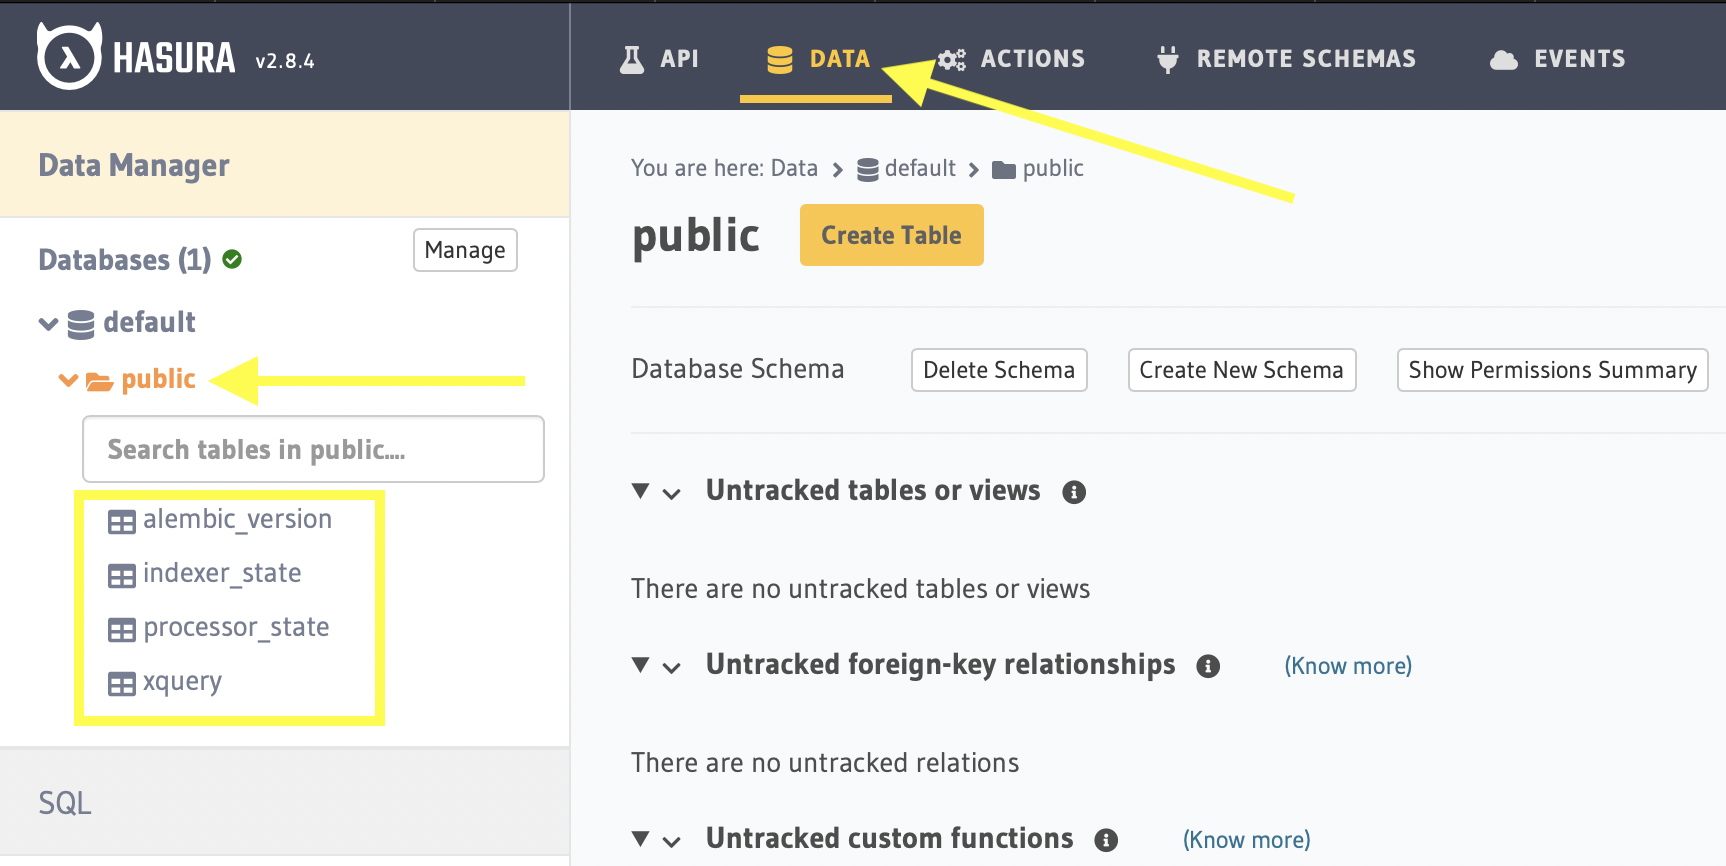 HASURA v2.8.4
API DATA ACTIONS REMOTE SCHEMAS EVENTS
Data Manager
Databases (1)
Manage
default
public
Search tables in public....
alembic_version
indexer_state
processor_state
xquery
SQL
You are here: Data > default > public
public
Create Table
Database Schema
Delete Schema
Create New Schema
Show Permissions Summary
Untracked tables or views
There are no untracked tables or views
Untracked foreign-key relationships (Know more)
There are no untracked relations
Untracked custom functions (Know more)